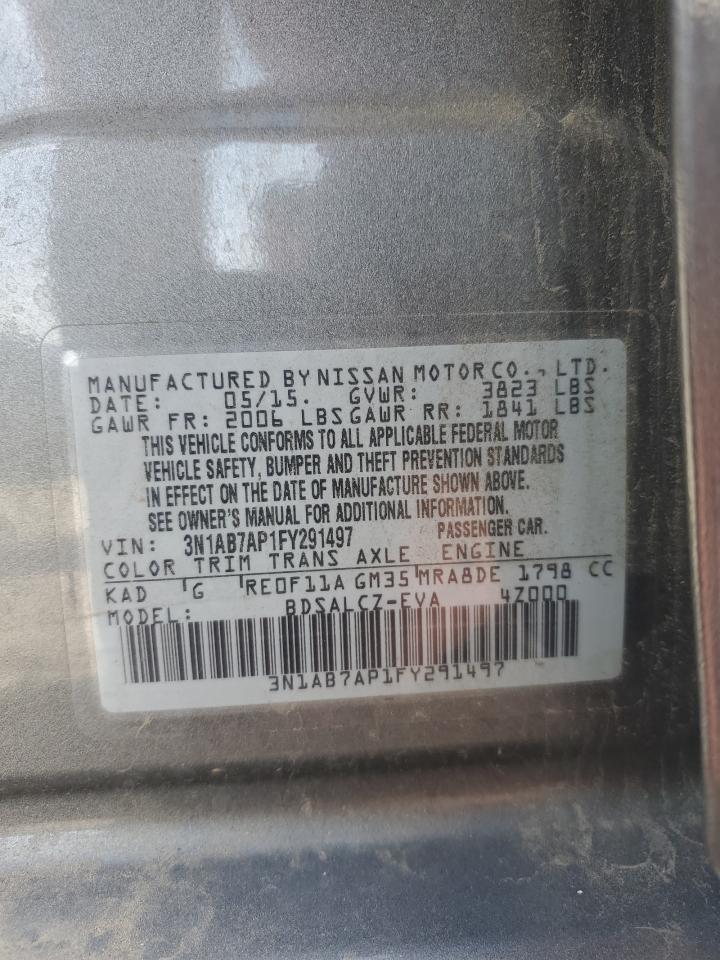 MANUFACTURED BY NISSAN MOTOR CO., LTD.
DATE: 05/15. GVWR: 3823 LBS
GAWR FR: 2006 LBS GAWR RR: 1841 LBS
THIS VEHICLE CONFORMS TO ALL APPLICABLE FEDERAL MOTOR
VEHICLE SAFETY, BUMPER AND THEFT PREVENTION STANDARDS
IN EFFECT ON THE DATE OF MANUFACTURE SHOWN ABOVE.
SEE OWNER'S MANUAL FOR ADDITIONAL INFORMATION.
VIN: 3N1AB7AP1FY291497 PASSENGER CAR.
COLOR TRIM TRANS AXLE ENGINE
KAD G RE0F11A GM35 MRA8DE 1798 CC
MODEL: BDSALCZ-EVA 4Z000
3N1AB7AP1FY291497